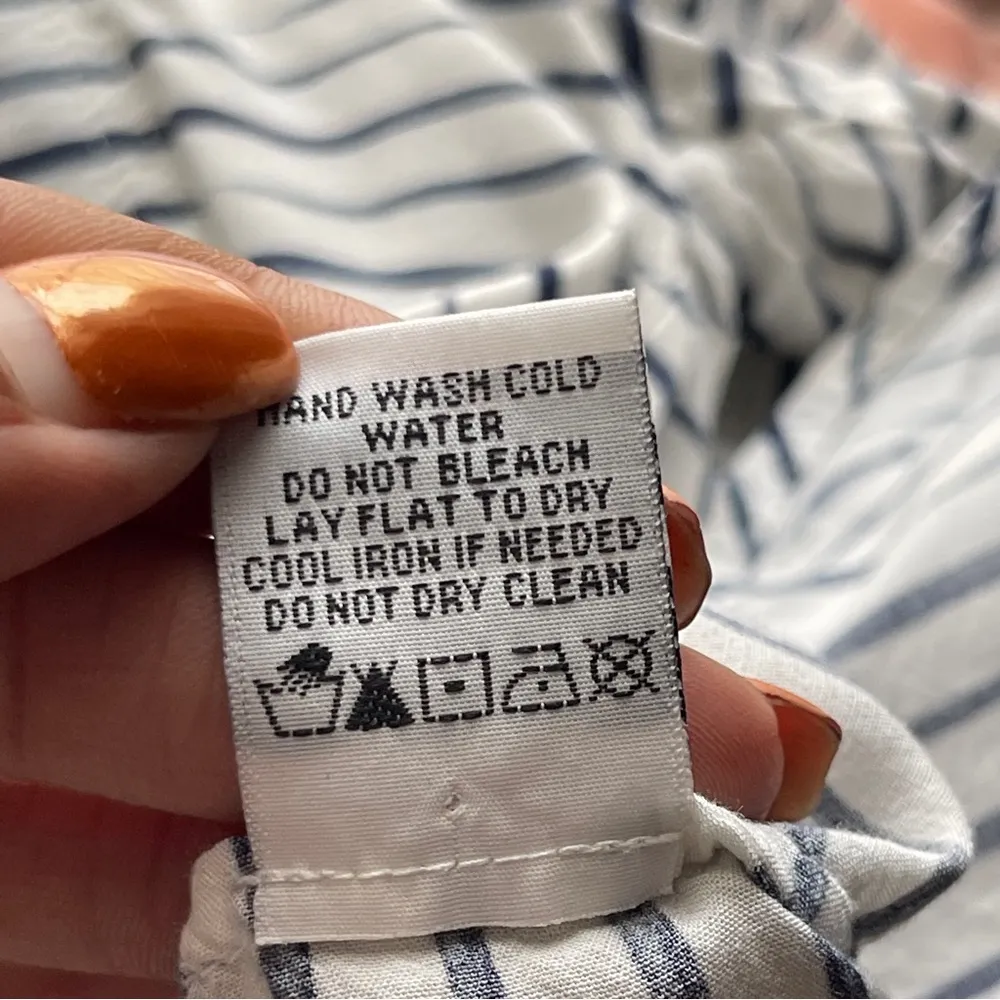 HAND WASH COLD
WATER
DO NOT BLEACH
LAY FLAT TO DRY
COOL IRON IF NEEDED
DO NOT DRY CLEAN